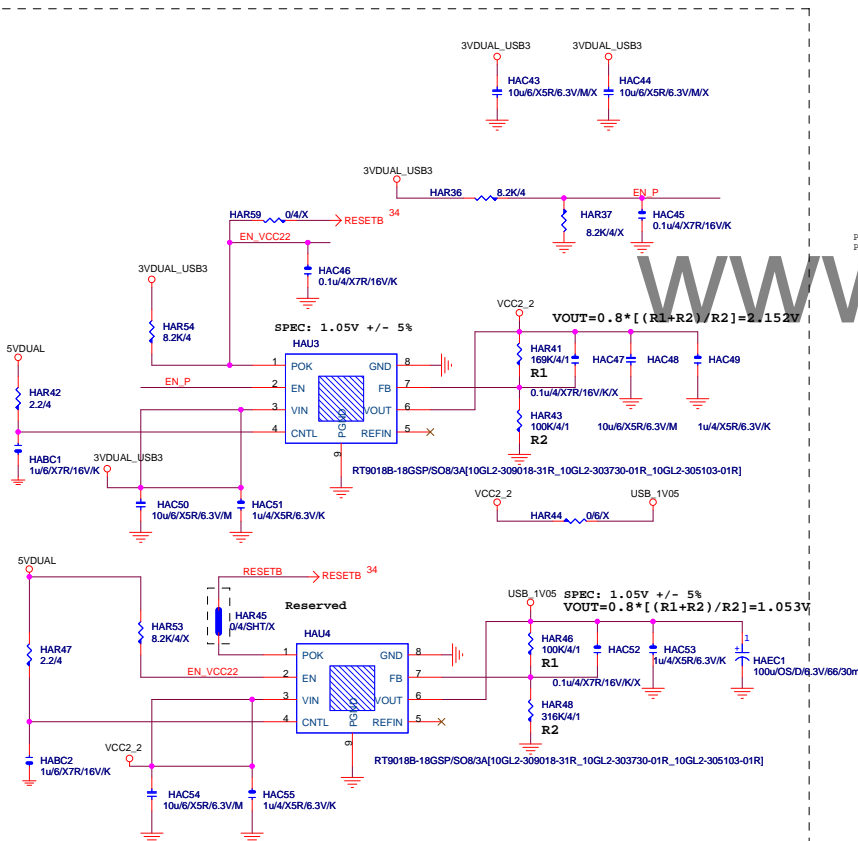 3VDUAL_USB3 3VDUAL_USB3
HAC43 HAC44
10u/6/X5R/6.3V/M/X 10u/6/X5R/6.3V/M/X
3VDUAL_USB3
HAR36 8.2K/4 EN_P
HAR59 0/4/X RESETB 34
HAR37 HAC45
8.2K/4/X 0.1u/4/X7R/16V/K
EN_VCC22
HAC46
0.1u/4/X7R/16V/K
3VDUAL_USB3
www
VCC2_2
VOUT=0.8*[(R1+R2)/R2]=2.152V
HAR54
8.2K/4
SPEC: 1.05V +/- 5%
HAU3
5VDUAL
HAR41
169K/4/1
R1
HAC47 HAC48 HAC49
1 POK GND 8
EN_P 2 EN FB 7
3 VIN VOUT 6
4 CNTL REFIN 5
PGND
9
HAR42
2.2/4
0.1u/4/X7R/16V/K/X
HAR43
100K/4/1
R2
10u/6/X5R/6.3V/M 1u/4/X5R/6.3V/K
HABC1
1u/6/X7R/16V/K
3VDUAL_USB3
RT9018B-18GSP/SO8/3A[10GL2-309018-31R_10GL2-303730-01R_10GL2-305103-01R]
HAC50 HAC51
10u/6/X5R/6.3V/M 1u/4/X5R/6.3V/K
VCC2_2 USB_1V05
HAR44 0/6/X
5VDUAL
RESETB RESETB 34
HAR45
0/4/SHT/X
Reserved
USB_1V05 SPEC: 1.05V +/- 5%
VOUT=0.8*[(R1+R2)/R2]=1.053V
HAR53
8.2K/4/X
HAU4
HAR47
2.2/4
1 POK GND 8
EN_VCC22 2 EN FB 7
3 VIN VOUT 6
4 CNTL REFIN 5
PGND
9
HAR46
100K/4/1
R1
HAC52 HAC53
1u/4/X5R/6.3V/K
1
+
HAEC1
100u/OS/D/6.3V/66/30m
0.1u/4/X7R/16V/K/X
HAR48
316K/4/1
R2
VCC2_2
HABC2
1u/6/X7R/16V/K
RT9018B-18GSP/SO8/3A[10GL2-309018-31R_10GL2-303730-01R_10GL2-305103-01R]
HAC54 HAC55
10u/6/X5R/6.3V/M 1u/4/X5R/6.3V/K